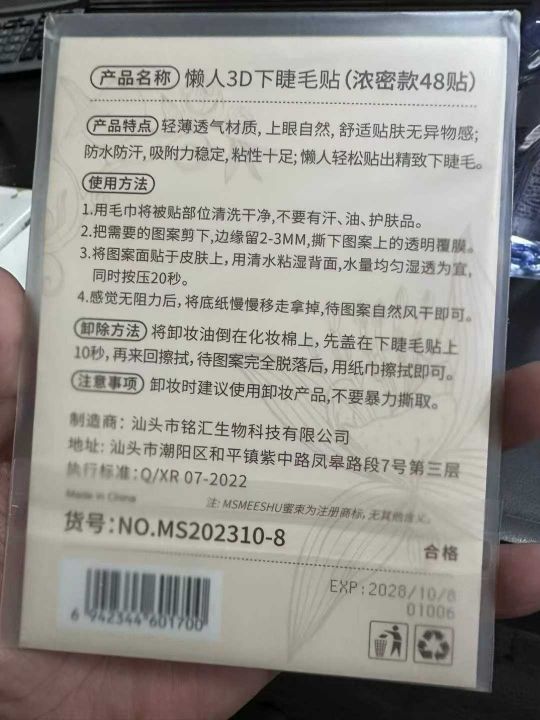 产品名称 懒人3D下睫毛贴(浓密款48贴)
产品特点 轻薄透气材质, 上眼自然, 舒适贴肤无异物感;
防水防汗, 吸附力稳定, 粘性十足; 懒人轻松贴出精致下睫毛。
使用方法
1.用毛巾将被贴部位清洗干净,不要有汗、油、护肤品。
2.把需要的图案剪下,边缘留2-3MM,撕下图案上的透明覆膜。
3.将图案面贴于皮肤上, 用清水粘湿背面, 水量均匀湿透为宜,
同时按压20秒。
4.感觉无阻力后, 将底纸慢慢移走拿掉, 待图案自然风干即可。
卸除方法 将卸妆油倒在化妆棉上, 先盖在下睫毛贴上
10秒, 再来回擦拭, 待图案完全脱落后, 用纸巾擦拭即可。
注意事项 卸妆时建议使用卸妆产品,不要暴力撕取。
制造商: 汕头市铭汇生物科技有限公司
地址: 汕头市潮阳区和平镇紫中路凤皋路段7号第三层
执行标准: Q/XR 07-2022
Made in China
注: MSMEESHU蜜束为注册商标, 无其他含义。
货号: NO.MS202310-8
合格
EXP: 2028/10/8
01006
6 942344 601700